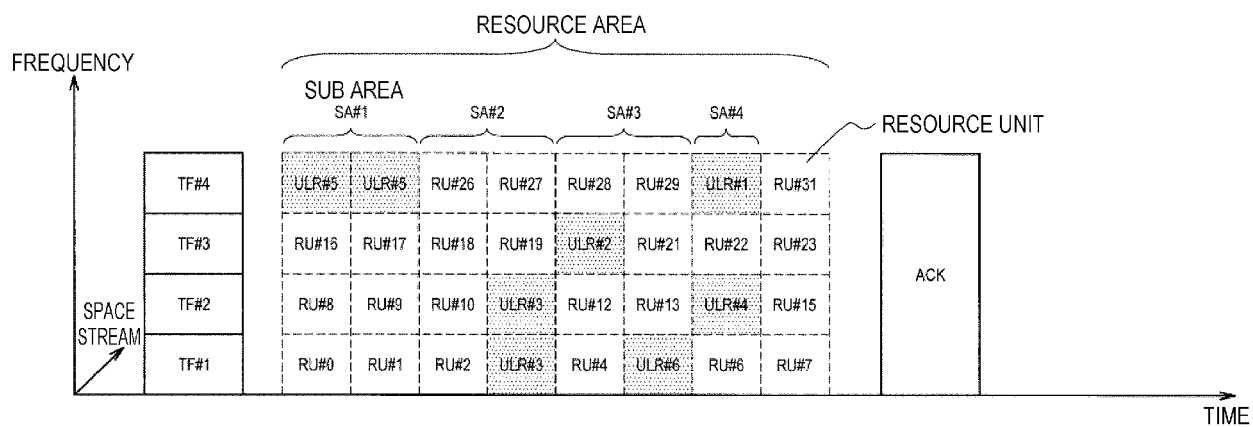 RESOURCE AREA
FREQUENCY
SUB AREA
SA#1 SA#2 SA#3 SA#4
RESOURCE UNIT
TF#4 ULR#5 ULR#5 RU#26 RU#27 RU#28 RU#29 ULR#1 RU#31
TF#3 RU#16 RU#17 RU#18 RU#19 ULR#2 RU#21 RU#22 RU#23
ACK
SPACE
STREAM
TF#2 RU#8 RU#9 RU#10 ULR#3 RU#12 RU#13 ULR#4 RU#15
TF#1 RU#0 RU#1 RU#2 ULR#3 RU#4 ULR#6 RU#6 RU#7
TIME